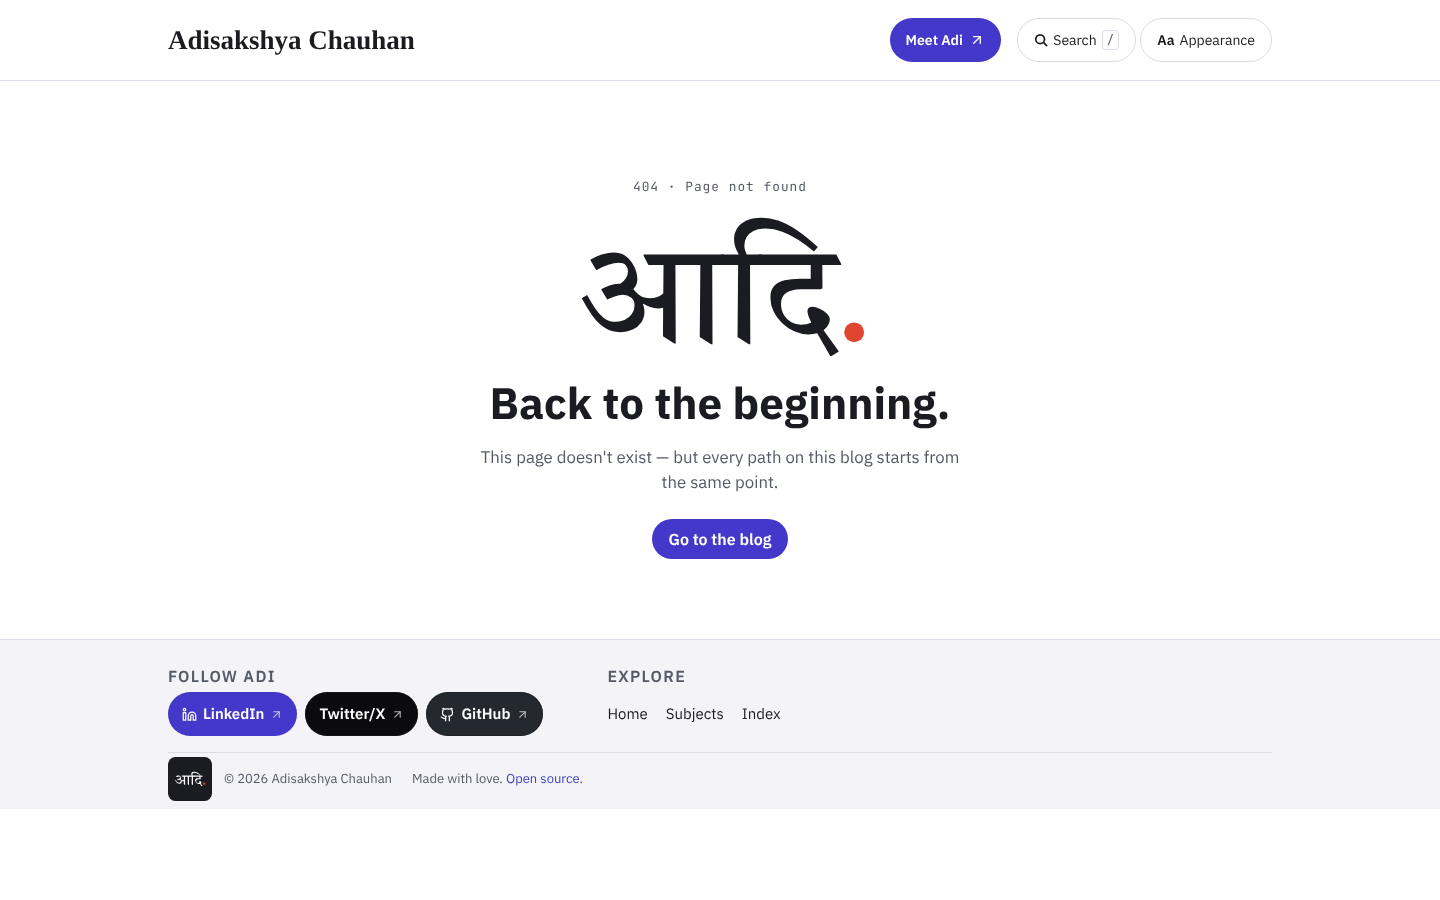 Adisakshya Chauhan
Meet Adi
Search /
Aa Appearance
404 · Page not found
आदि.
Back to the beginning.
This page doesn't exist — but every path on this blog starts from
the same point.
Go to the blog
FOLLOW ADI
LinkedIn
Twitter/X
GitHub
EXPLORE
Home
Subjects
Index
आदि.
© 2026 Adisakshya Chauhan
Made with love. Open source.